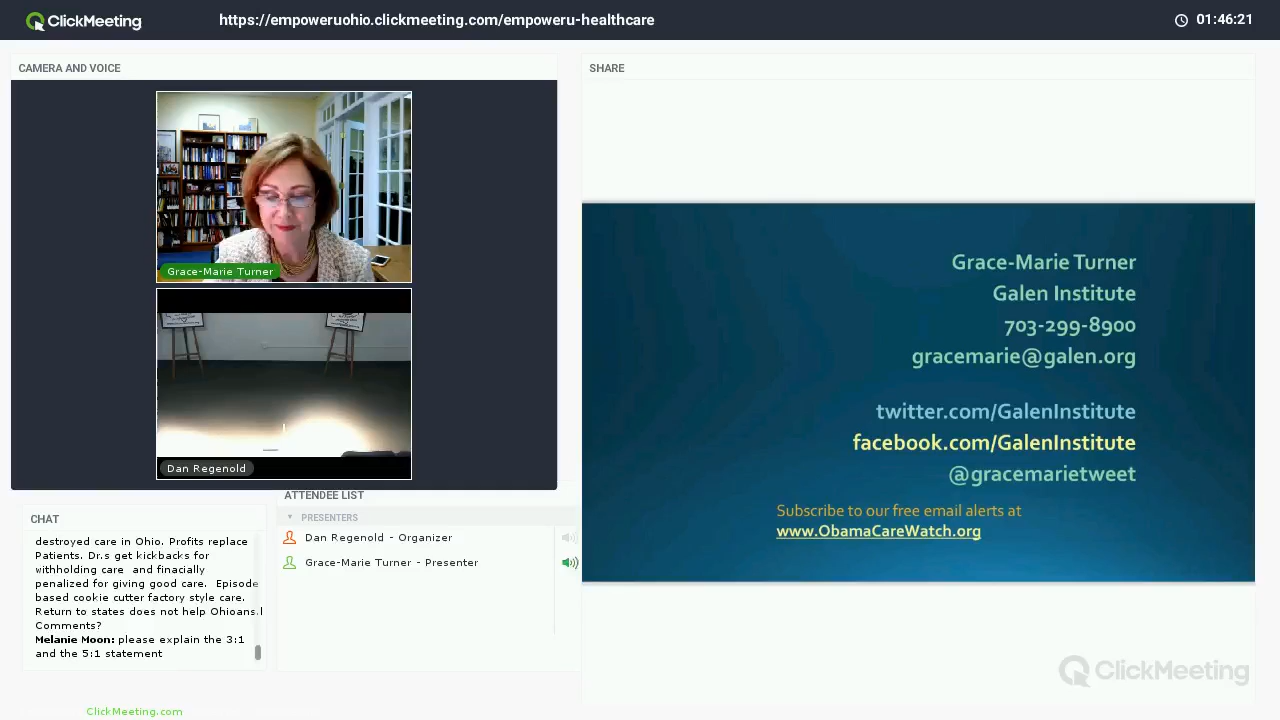 ClickMeeting
https://empoweruohio.clickmeeting.com/empoweru-healthcare
01:46:21
CAMERA AND VOICE
Grace-Marie Turner
Dan Regenold
CHAT
destroyed care in Ohio. Profits replace
Patients. Dr.s get kickbacks for
withholding care and finacially
penalized for giving good care. Episode
based cookie cutter factory style care.
Return to states does not help Ohioans.
Comments?
Melanie Moon: please explain the 3:1
and the 5:1 statement
ATTENDEE LIST
PRESENTERS
Dan Regenold - Organizer
Grace-Marie Turner - Presenter
SHARE
Grace-Marie Turner
Galen Institute
703-299-8900
gracemarie@galen.org
twitter.com/GalenInstitute
facebook.com/GalenInstitute
@gracemarietweet
Subscribe to our free email alerts at
www.ObamaCareWatch.org
ClickMeeting
ClickMeeting.com